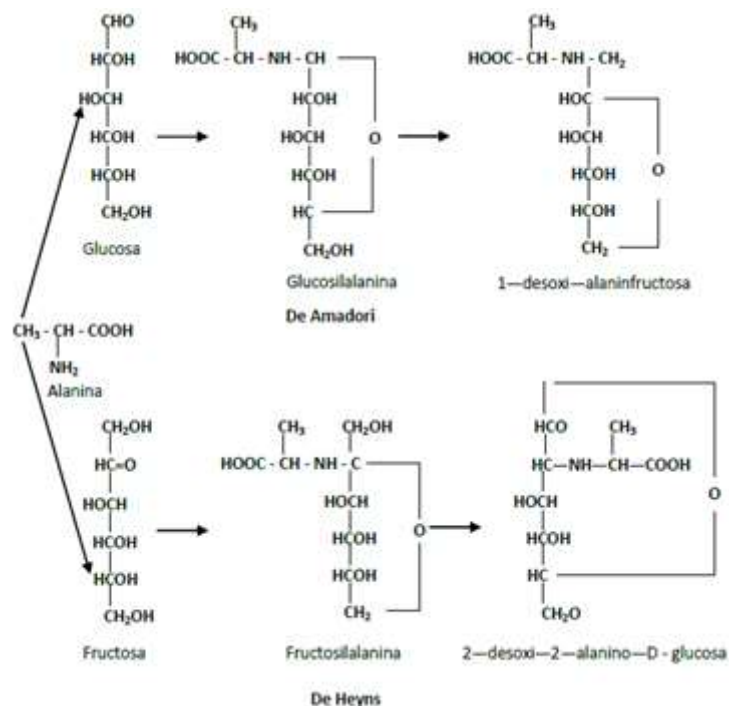 CHO
HCOH
HOCH
HCOH
HCOH
CH₂OH
Glucosa
CH₃
HOOC - CH - NH - CH
HCOH
HOCH
HCOH
HC
O
CH₂OH
Glucosilalanina
De Amadori
CH₃
HOOC - CH - NH - CH₂
HOC
HOCH
HCOH
HCOH
O
CH₂
1—desoxi—alaninfructosa
CH₃ - CH - COOH
NH₂
Alanina
CH₂OH
HC=O
HOCH
HCOH
HCOH
CH₂OH
Fructosa
CH₃
CH₂OH
HOOC - CH - NH - C
HOCH
HCOH
HCOH
O
CH₂
Fructosilalanina
De Heyns
HCO
CH₃
HC—NH—CH—COOH
HOCH
HCOH
HC
O
CH₂O
2—desoxi—2—alanino—D - glucosa